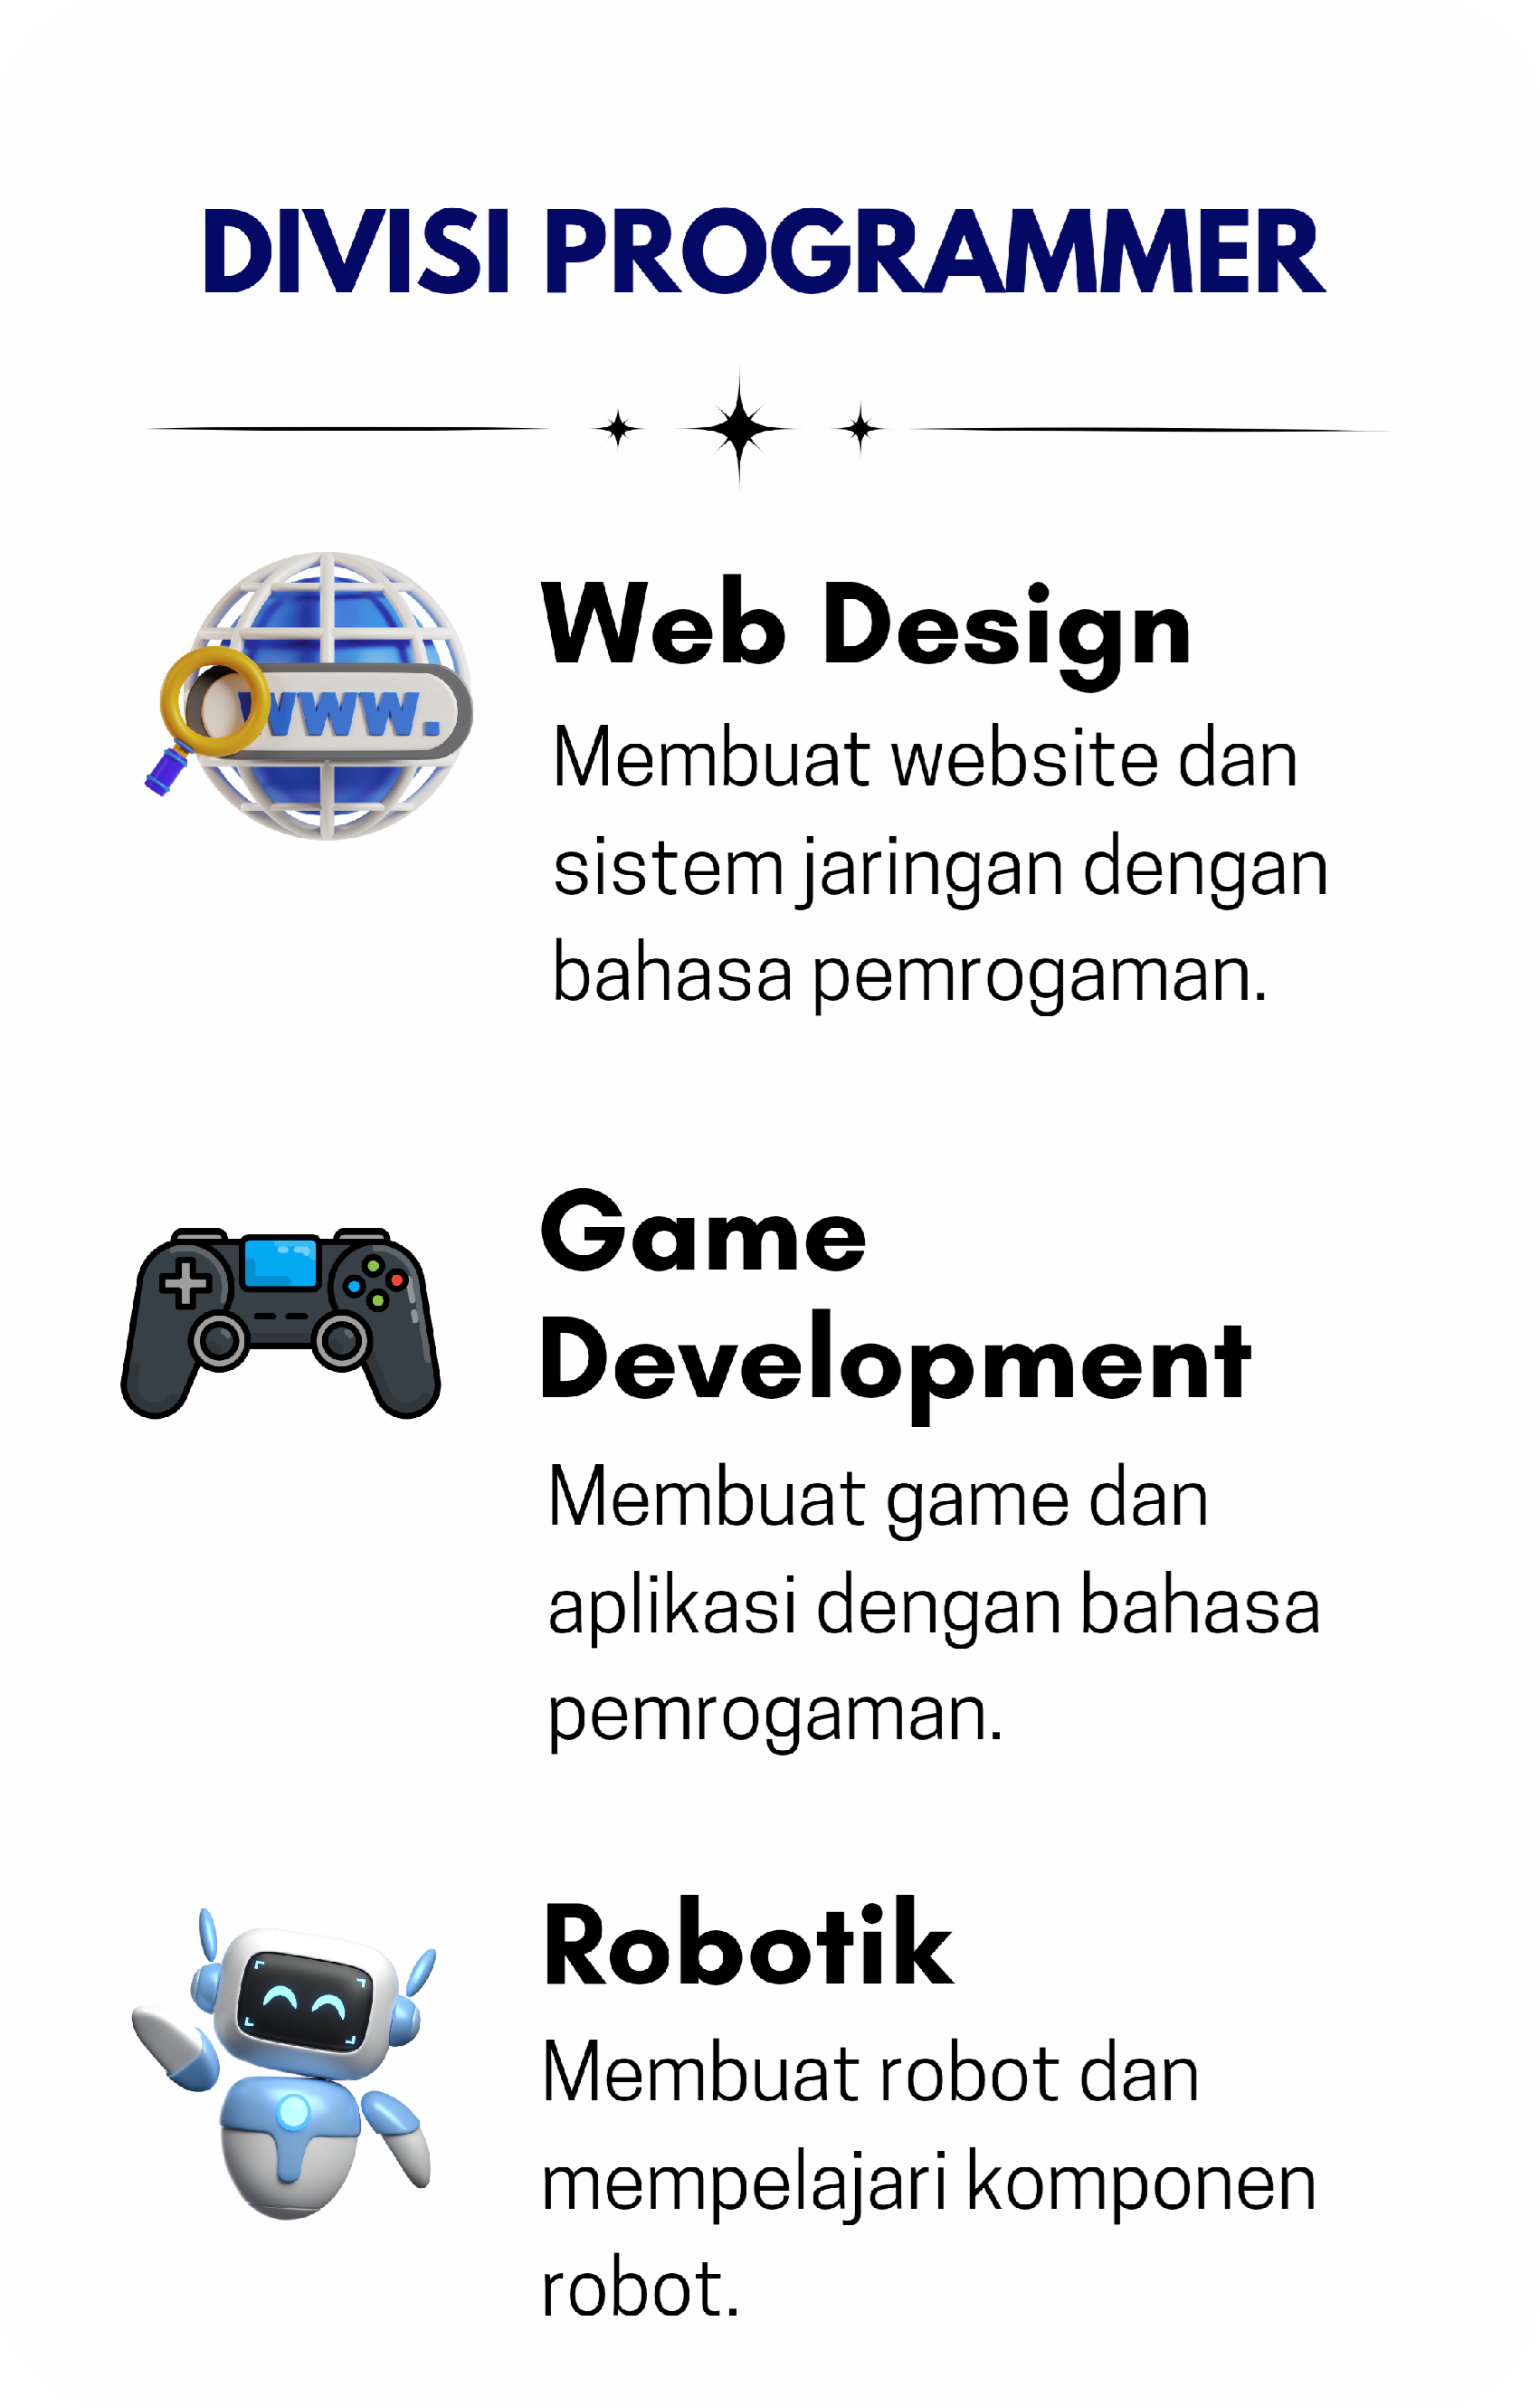 DIVISI PROGRAMMER
Web Design
www.
Membuat website dan
sistem jaringan dengan
bahasa pemrogaman.
Game
Development
Membuat game dan
aplikasi dengan bahasa
pemrogaman.
Robotik
Membuat robot dan
mempelajari komponen
robot.